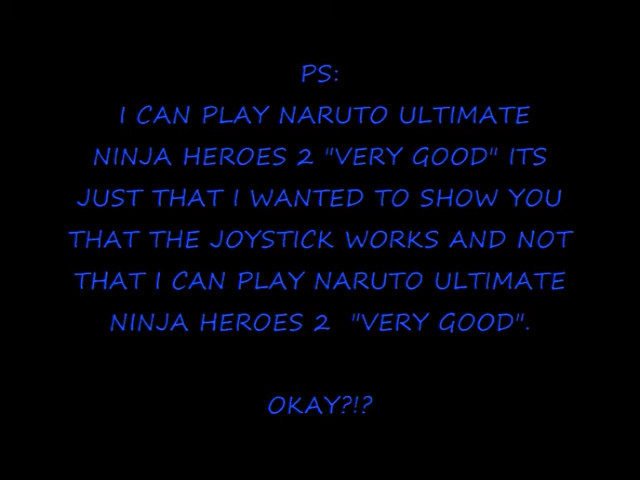 PS:
I CAN PLAY NARUTO ULTIMATE
NINJA HEROES 2 "VERY GOOD" ITS
JUST THAT I WANTED TO SHOW YOU
THAT THE JOYSTICK WORKS AND NOT
THAT I CAN PLAY NARUTO ULTIMATE
NINJA HEROES 2 "VERY GOOD".
OKAY?!?